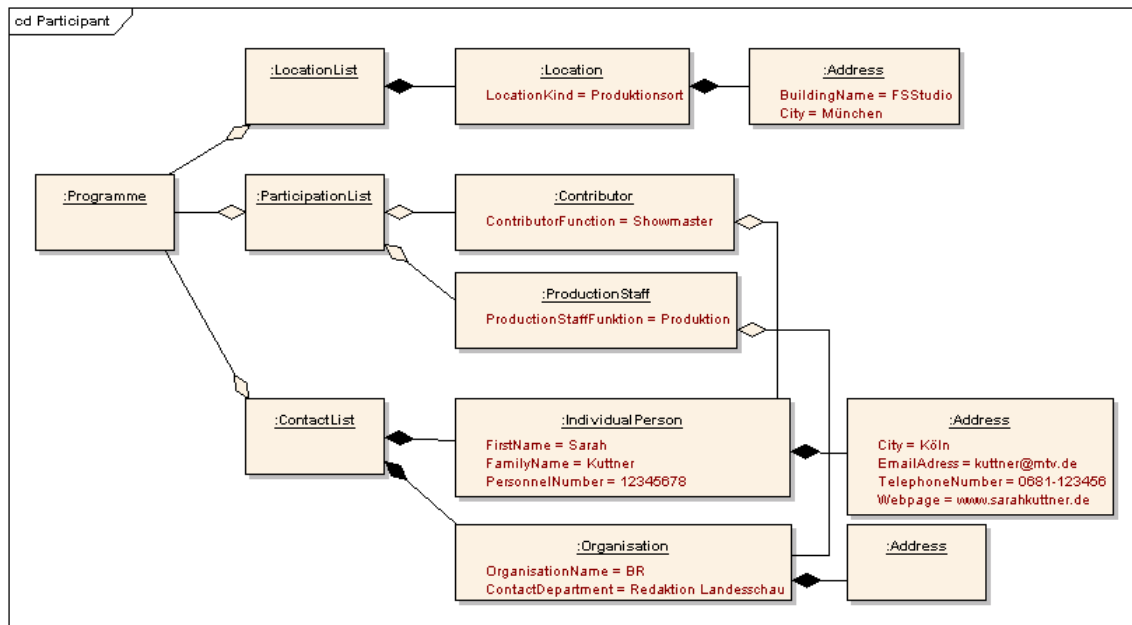 cd Participant
:LocationList
:Location
LocationKind = Produktionsort
:Address
BuildingName = FSStudio
City = München
:Programme
:ParticipationList
:Contributor
ContributorFunction = Showmaster
:ProductionStaff
ProductionStaffFunktion = Produktion
:ContactList
:IndividualPerson
FirstName = Sarah
FamilyName = Kuttner
PersonnelNumber = 12345678
:Address
City = Köln
EmailAdress = kuttner@mtv.de
TelephoneNumber = 0681-123456
Webpage = www.sarahkuttner.de
:Organisation
OrganisationName = BR
ContactDepartment = Redaktion Landesschau
:Address